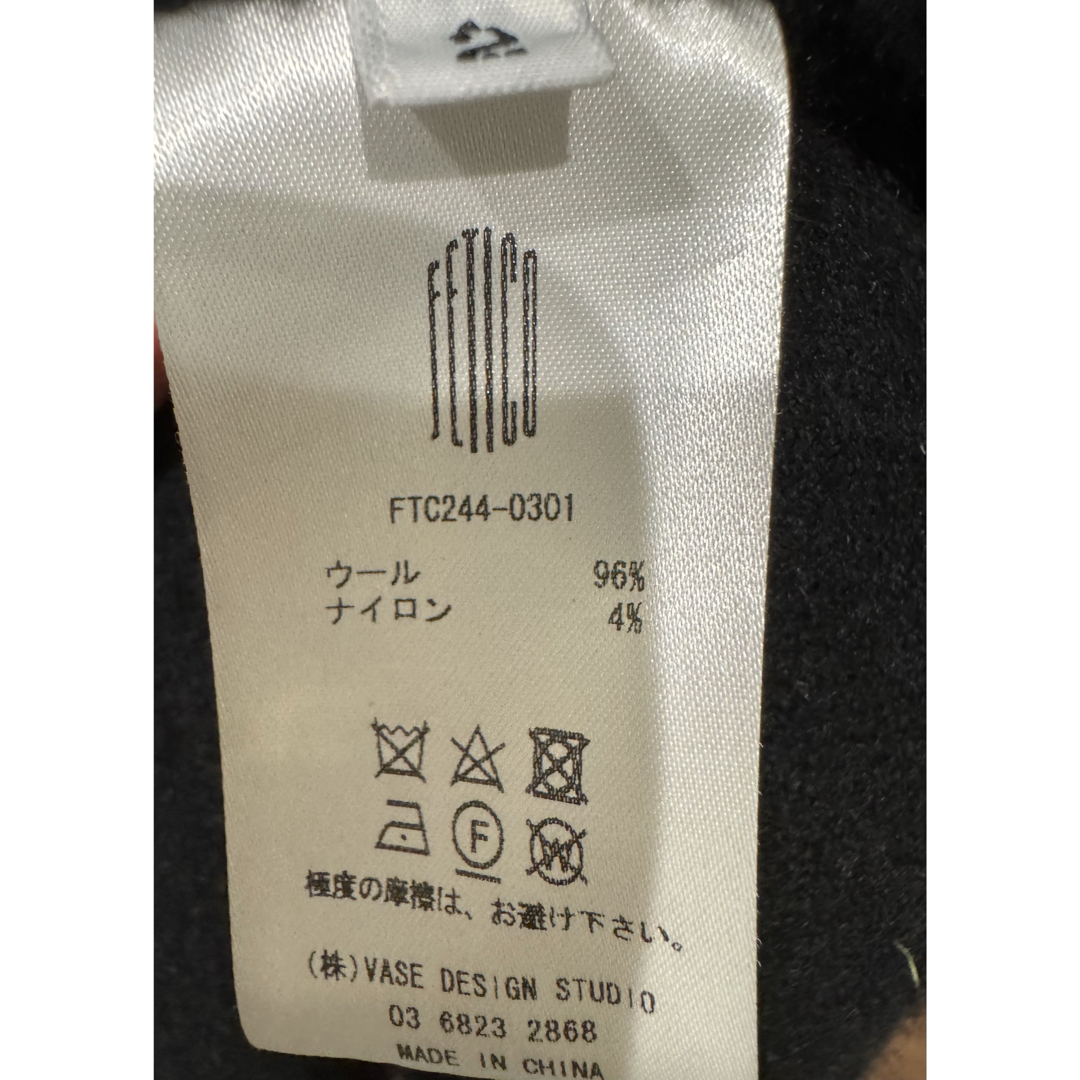 FETICO
FTC244-0301
ウール 96%
ナイロン 4%
F W
極度の摩擦は、お避け下さい。
(株)VASE DESIGN STUDIO
03 6823 2868
MADE IN CHINA